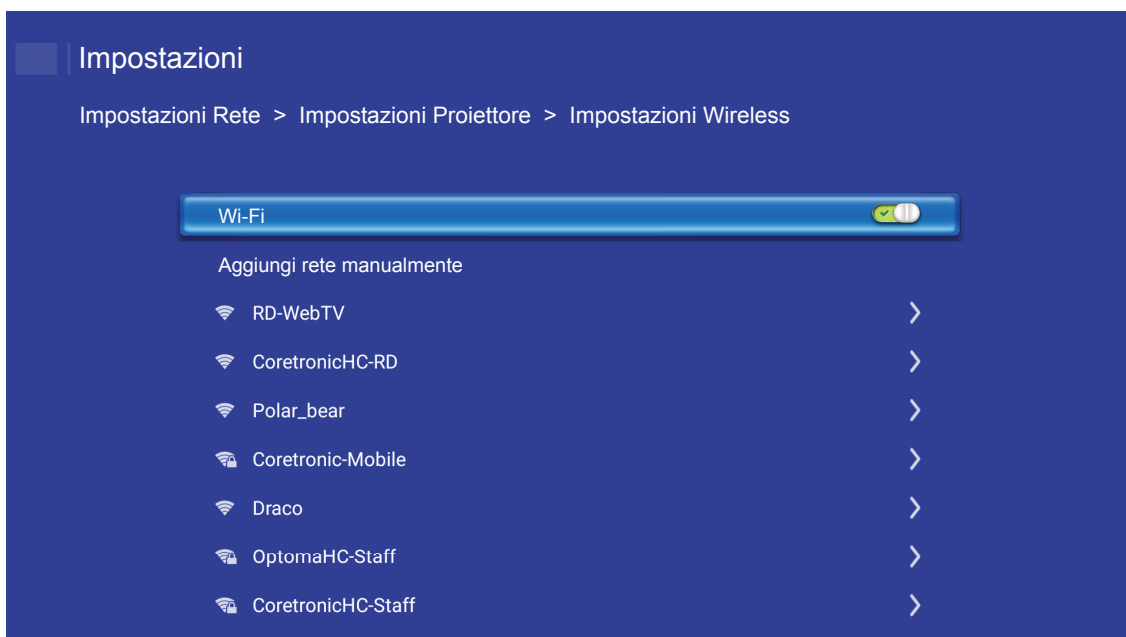 Impostazioni
Impostazioni Rete > Impostazioni Proiettore > Impostazioni Wireless
Wi-Fi
Aggiungi rete manualmente
RD-WebTV
CoretronicHC-RD
Polar_bear
Coretronic-Mobile
Draco
OptomaHC-Staff
CoretronicHC-Staff